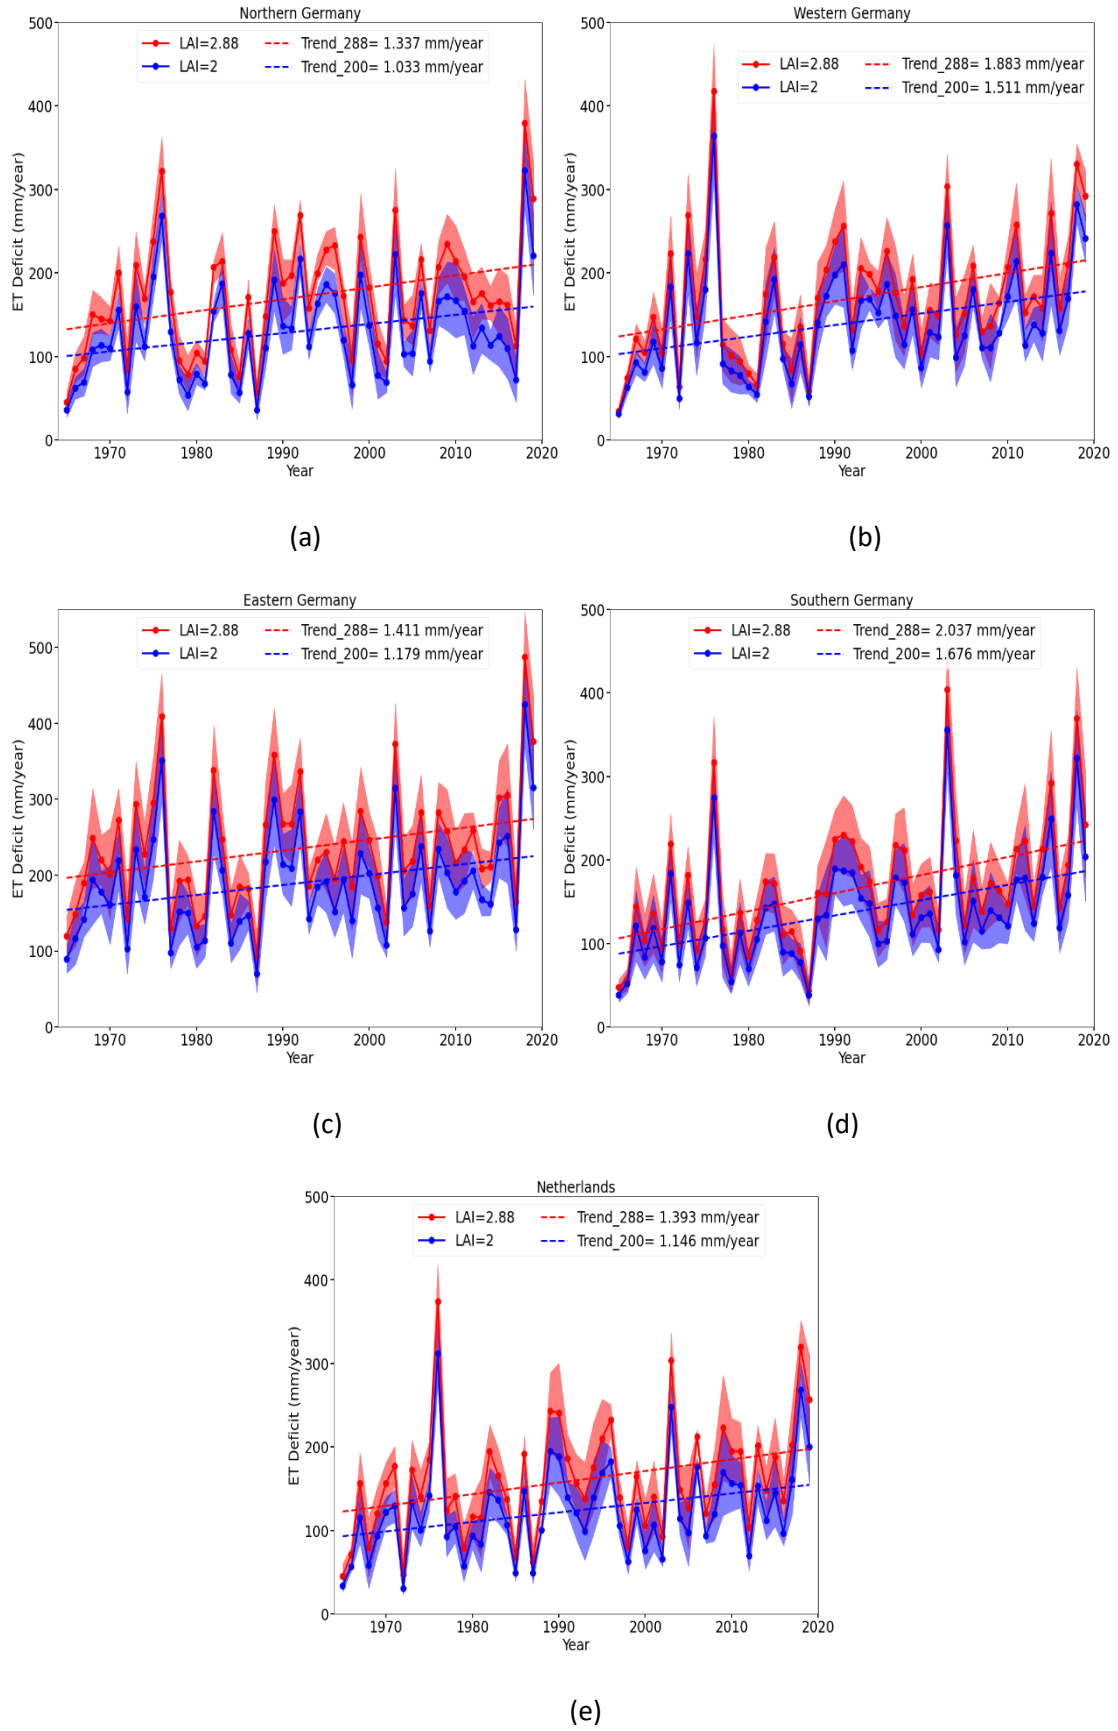 Northern Germany
500
400
300
200
100
0
ET Deficit (mm/year)
LAI=2.88
LAI=2
Trend_288= 1.337 mm/year
Trend_200= 1.033 mm/year
1970 1980 1990 2000 2010 2020
Year
(a)
Western Germany
500
400
300
200
100
0
ET Deficit (mm/year)
LAI=2.88
LAI=2
Trend_288= 1.883 mm/year
Trend_200= 1.511 mm/year
1970 1980 1990 2000 2010 2020
Year
(b)
Eastern Germany
500
400
300
200
100
0
ET Deficit (mm/year)
LAI=2.88
LAI=2
Trend_288= 1.411 mm/year
Trend_200= 1.179 mm/year
1970 1980 1990 2000 2010 2020
Year
(c)
Southern Germany
500
400
300
200
100
0
ET Deficit (mm/year)
LAI=2.88
LAI=2
Trend_288= 2.037 mm/year
Trend_200= 1.676 mm/year
1970 1980 1990 2000 2010 2020
Year
(d)
Netherlands
500
400
300
200
100
0
ET Deficit (mm/year)
LAI=2.88
LAI=2
Trend_288= 1.393 mm/year
Trend_200= 1.146 mm/year
1970 1980 1990 2000 2010 2020
Year
(e)